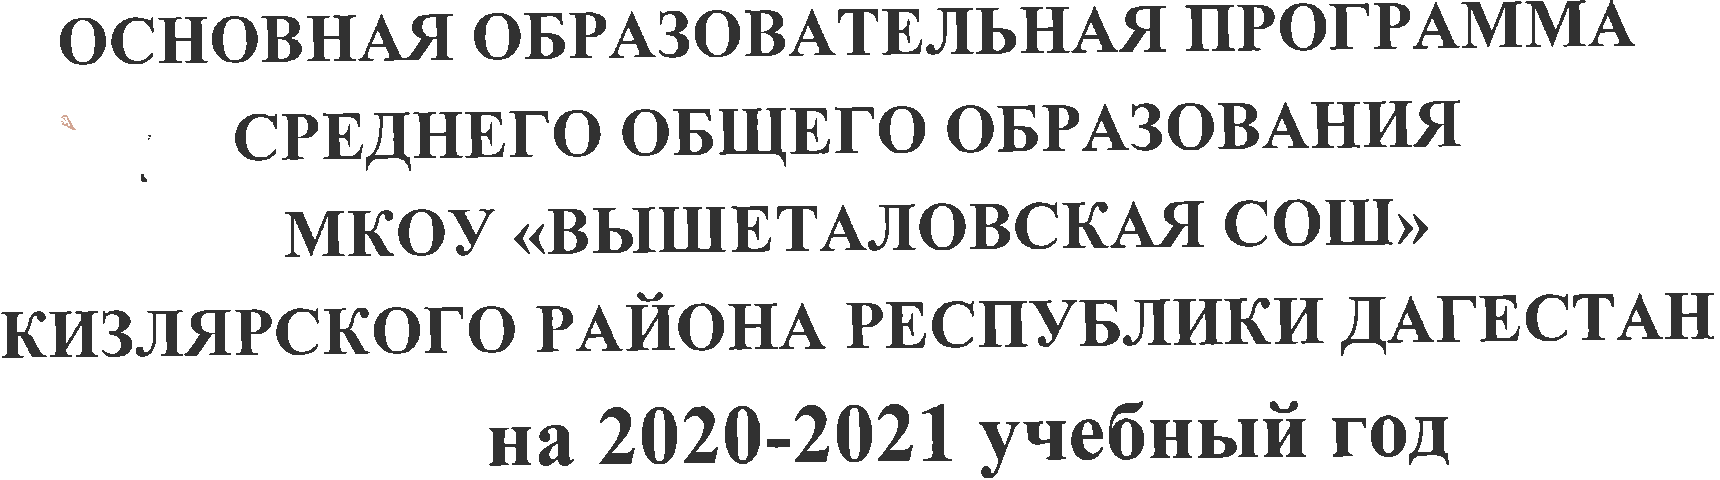 ОСНОВНАЯ ОБРАЗОВАТЕЛЬНАЯ ПРОГРАММА
СРЕДНЕГО ОБЩЕГО ОБРАЗОВАНИЯ
МКОУ «ВЫШЕТАЛОВСКАЯ СОШ»
КИЗЛЯРСКОГО РАЙОНА РЕСПУБЛИКИ ДАГЕСТАН
на 2020-2021 учебный год